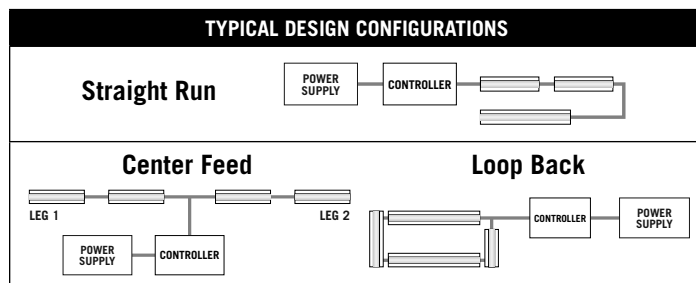 TYPICAL DESIGN CONFIGURATIONS
Straight Run
POWER
SUPPLY
CONTROLLER
Center Feed
LEG 1
LEG 2
POWER
SUPPLY
CONTROLLER
Loop Back
CONTROLLER
POWER
SUPPLY